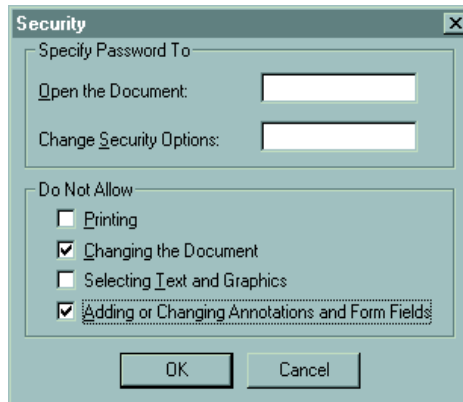 Security
Specify Password To
Open the Document:
Change Security Options:
Do Not Allow
Printing
Changing the Document
Selecting Text and Graphics
Adding or Changing Annotations and Form Fields
OK Cancel